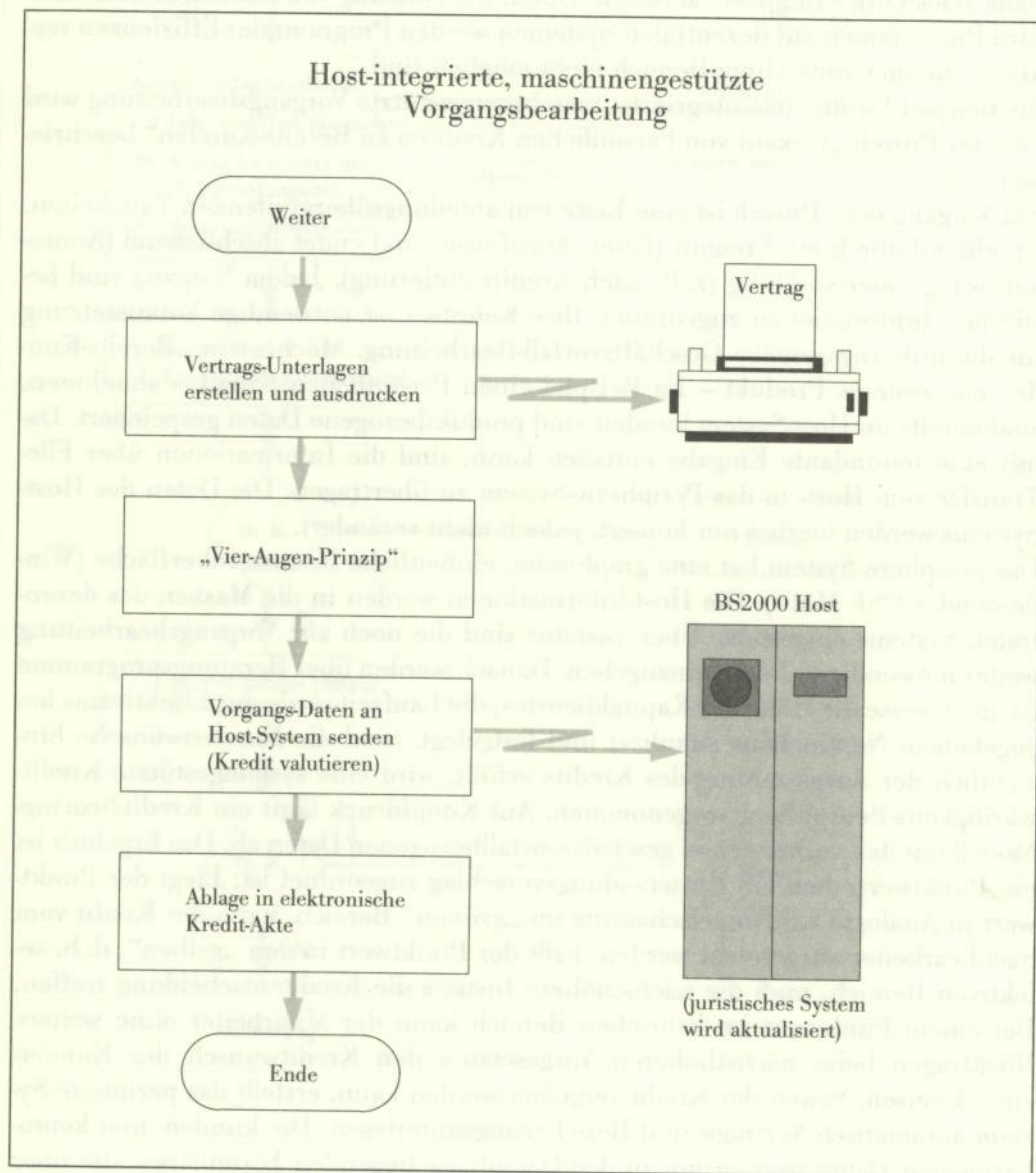 Host-integrierte, maschinengestützte
Vorgangsbearbeitung
Weiter
Vertrags-Unterlagen
erstellen und ausdrucken
Vertrag
„Vier-Augen-Prinzip“
BS2000 Host
Vorgangs-Daten an
Host-System senden
(Kredit valutieren)
Ablage in elektronische
Kredit-Akte
(juristisches System
wird aktualisiert)
Ende